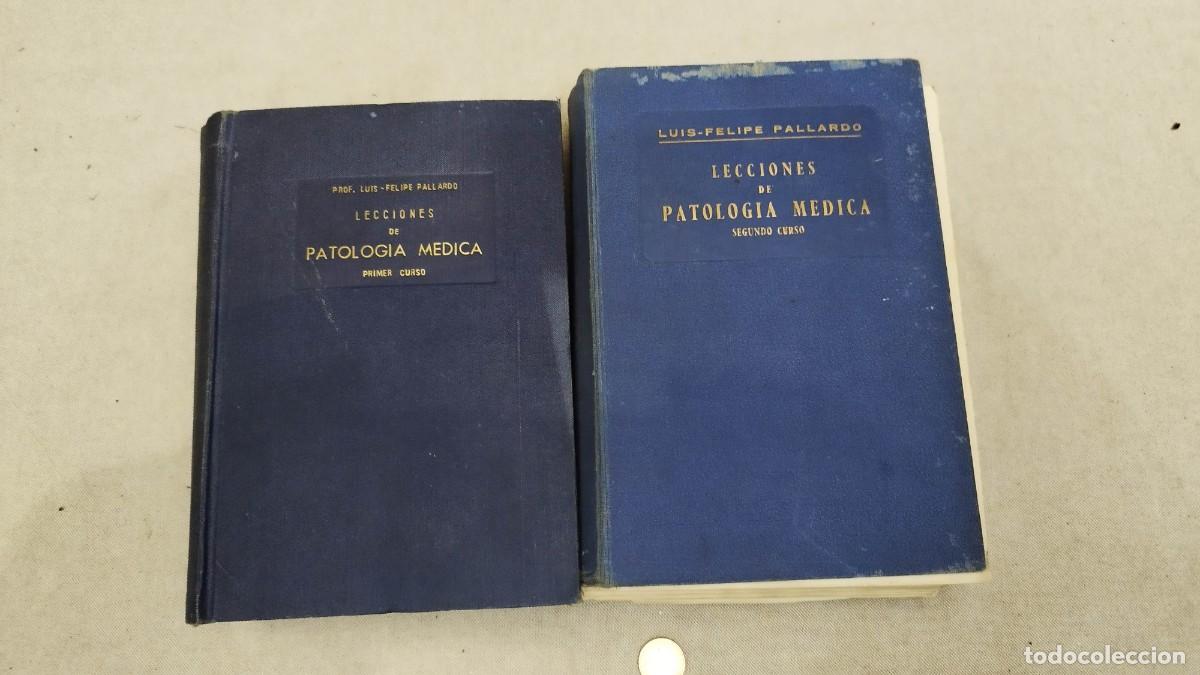 PROF. LUIS-FELIPE PALLARDO
LECCIONES
DE
PATOLOGIA MEDICA
PRIMER CURSO
LUIS-FELIPE PALLARDO
LECCIONES
DE
PATOLOGIA MEDICA
SEGUNDO CURSO
todocoleccion